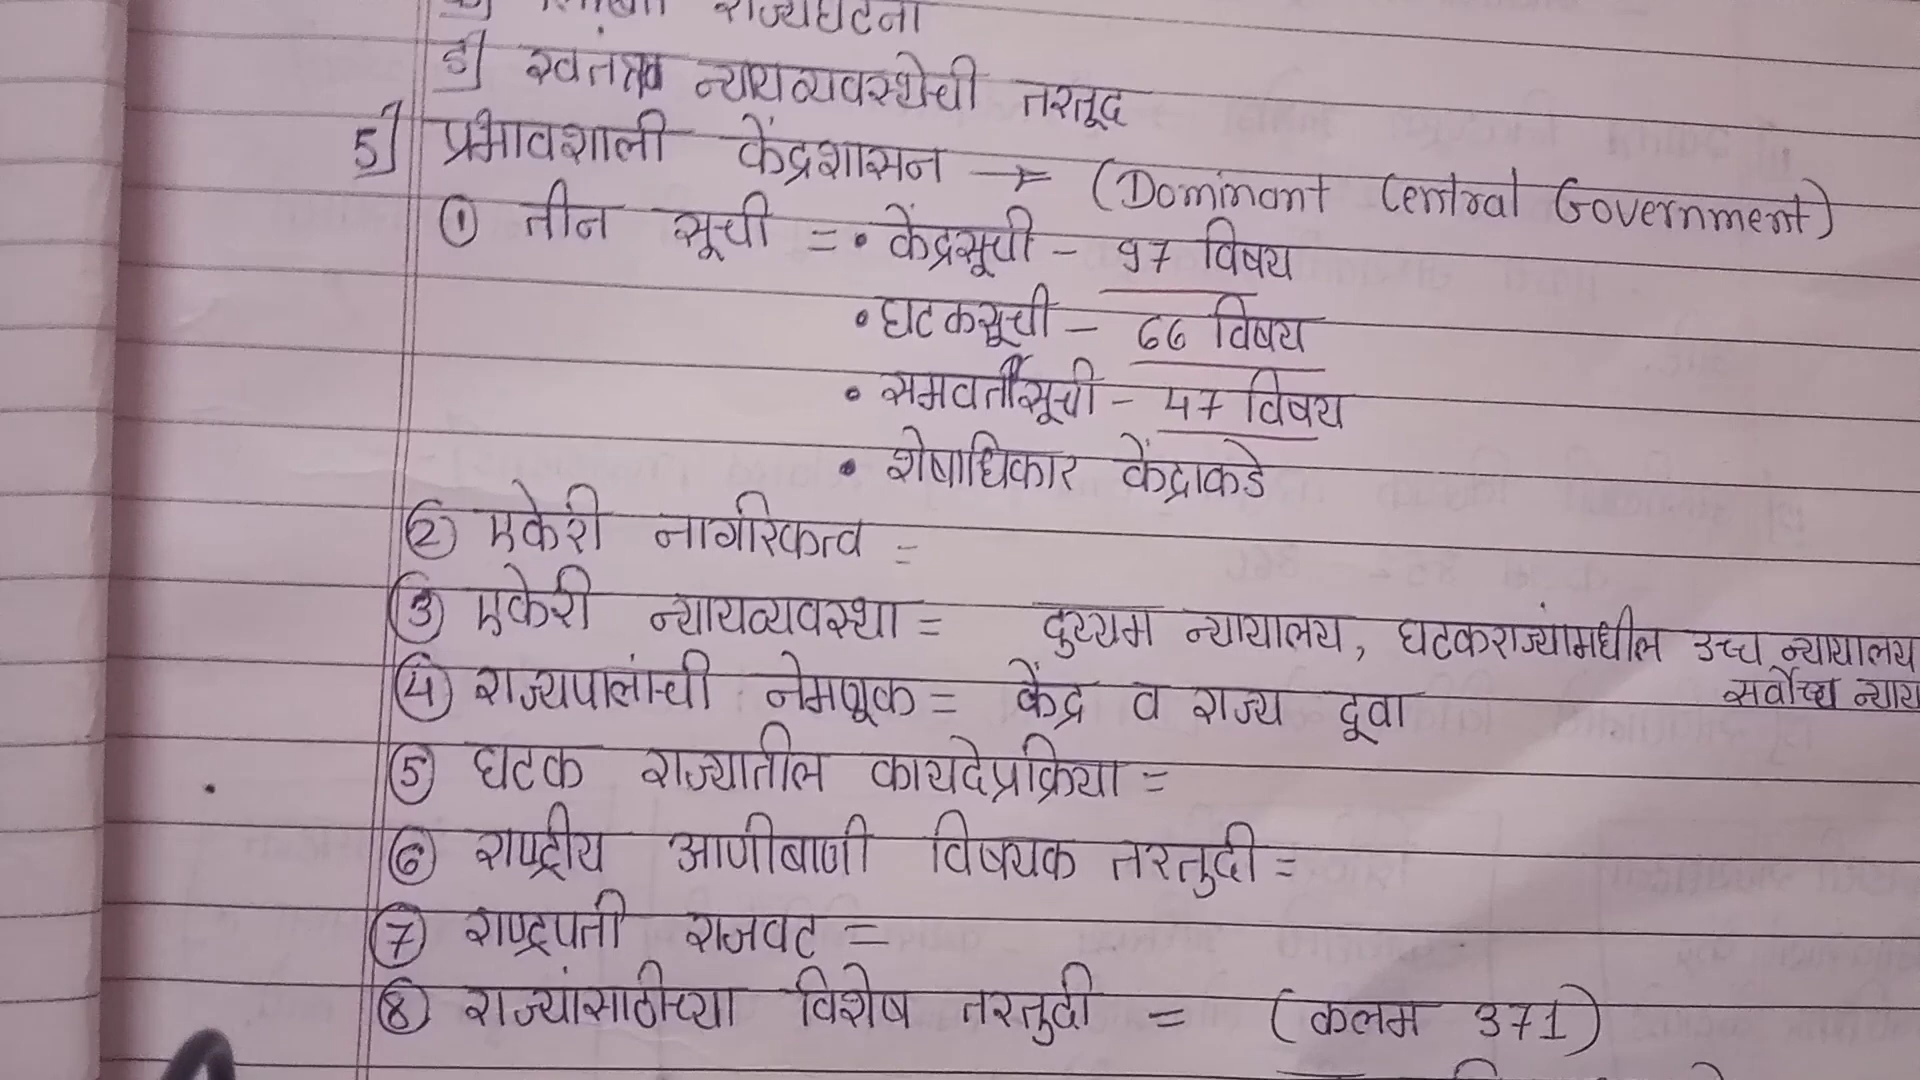 राज्यघटना
ड] स्वतंत्र न्यायव्यवस्थेची तरतूद
5] प्रभावशाली केंद्रशासन → (Dominant Central Government)
① तीन सूची = • केंद्रसूची - 97 विषय
• घटकसूची - 66 विषय
• समवर्तीसूची - 47 विषय
• शेषाधिकार केंद्राकडे
② एकेरी नागरिकत्व =
③ एकेरी न्यायव्यवस्था = दुय्यम न्यायालय, घटकराज्यांमधील उच्च न्यायालय
सर्वोच्च न्याय
④ राज्यपालांची नेमणूक = केंद्र व राज्य दूवा
⑤ घटक राज्यातील कायदेप्रक्रिया =
⑥ राष्ट्रीय आणीबाणी विषयक तरतुदी =
⑦ राष्ट्रपती राजवट =
⑧ राज्यांसाठीच्या विशेष तरतुदी = (कलम 371)